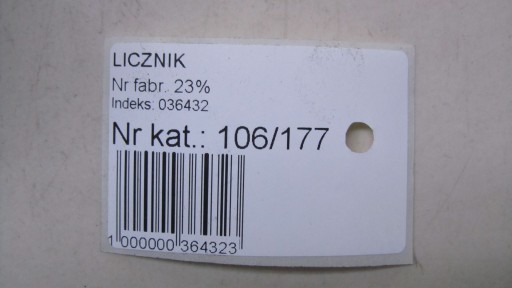 LICZNIK
Nr fabr. 23%
Indeks: 036432
Nr kat.: 106/177
1 000000 364323